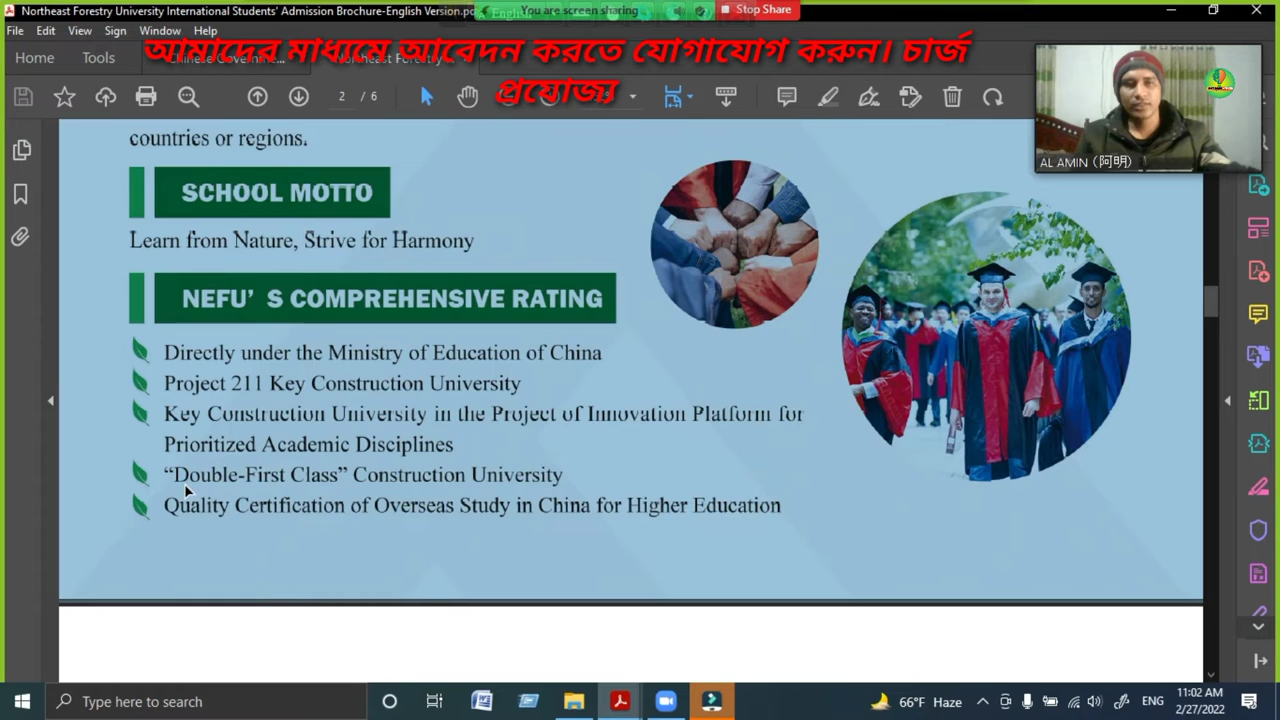 Northeast Forestry University International Students' Admission Brochure-English Version.pd
You are screen sharing
Stop Share
File Edit View Sign Window Help
আমাদের মাধ্যমে আবেদন করতে যোগাযোগ করুন। চার্জ
প্রযোজ্য
Home Tools
2 / 6
AL AMIN (阿明)
countries or regions.
SCHOOL MOTTO
Learn from Nature, Strive for Harmony
NEFU' S COMPREHENSIVE RATING
Directly under the Ministry of Education of China
Project 211 Key Construction University
Key Construction University in the Project of Innovation Platform for
Prioritized Academic Disciplines
“Double-First Class” Construction University
Quality Certification of Overseas Study in China for Higher Education
Type here to search
66°F Haze
ENG
11:02 AM
2/27/2022